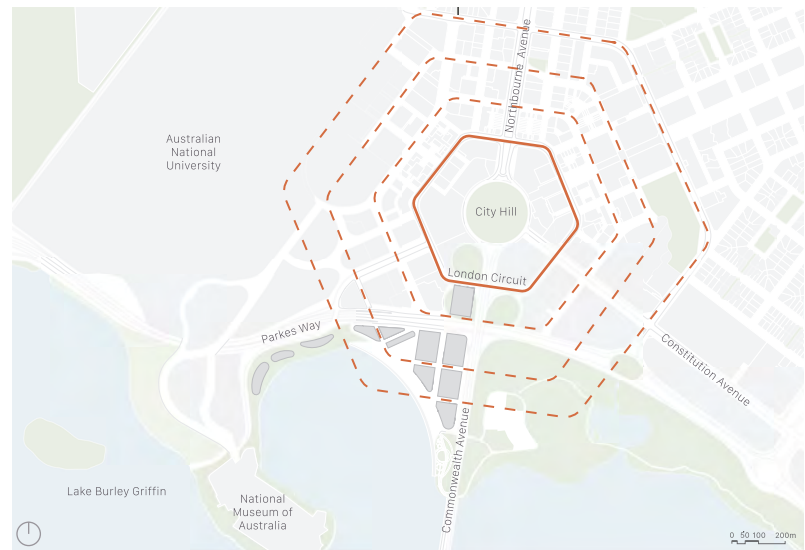 Northbourne Avenue
Australian
National
University
City Hill
London Circuit
Parkes Way
Constitution Avenue
Commonwealth Avenue
Lake Burley Griffin
National
Museum of
Australia
0 50 100 200m